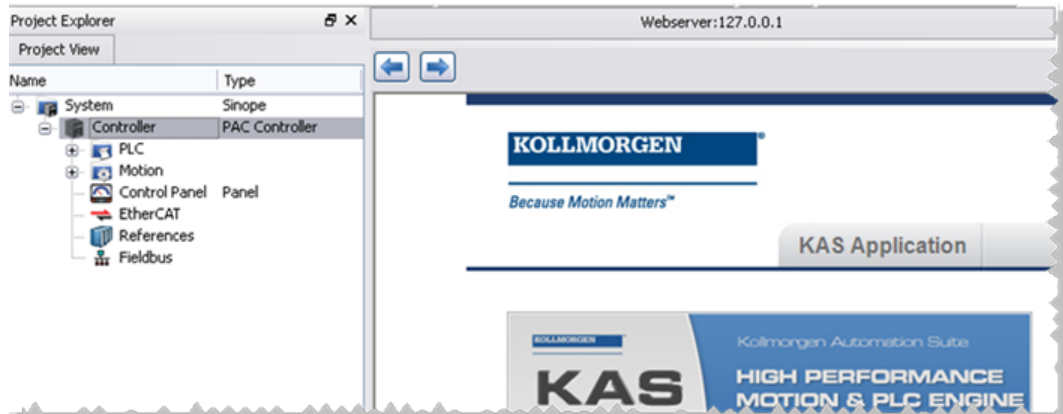 Project Explorer
Project View
Name Type
System Sinope
Controller PAC Controller
PLC
Motion
Control Panel Panel
EtherCAT
References
Fieldbus
Webserver:127.0.0.1
KOLLMORGEN®
Because Motion Matters™
KAS Application
KOLLMORGEN
KAS
Kollmorgen Automation Suite
HIGH PERFORMANCE
MOTION & PLC ENGINE